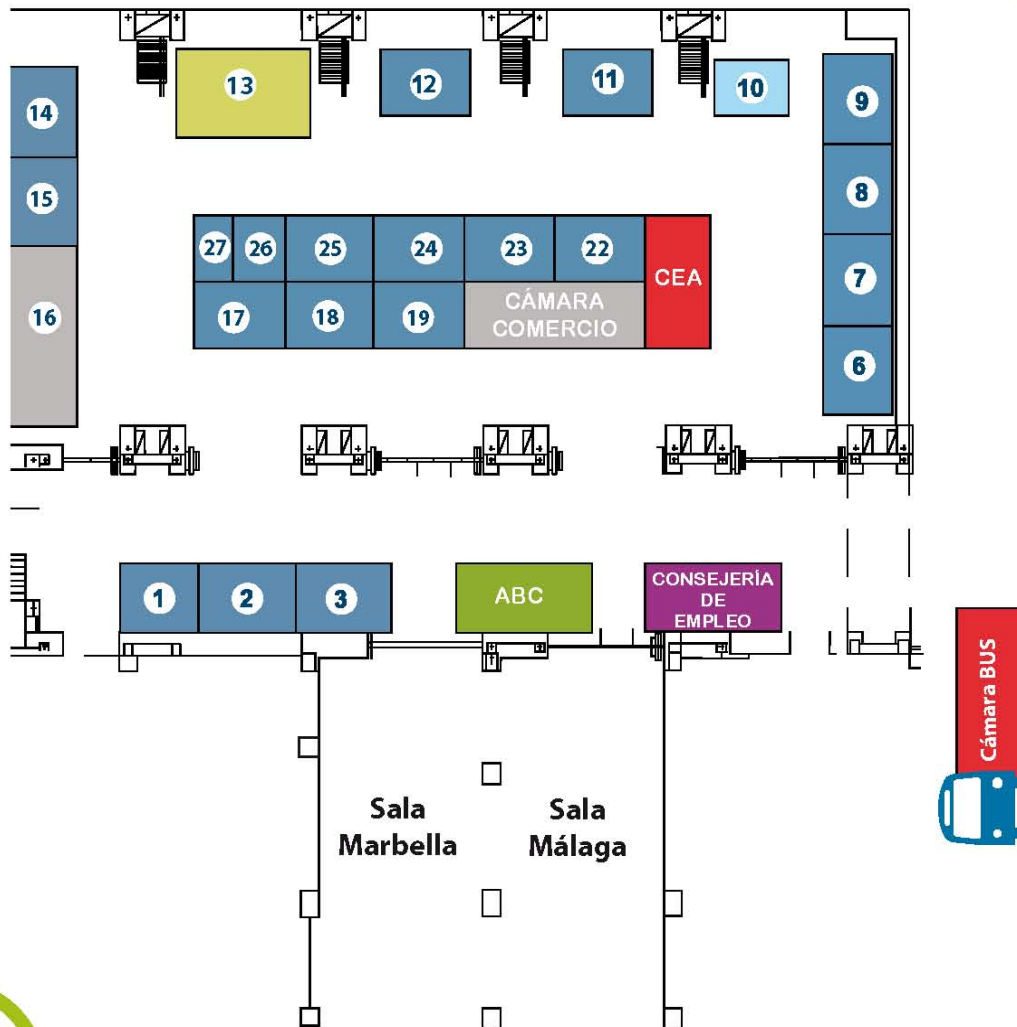 13
12
11
10
14
9
15
8
27
26
25
24
23
22
CEA
7
16
17
18
19
CÁMARA
COMERCIO
6
1
2
3
ABC
CONSEJERÍA
DE
EMPLEO
Cámara BUS
Sala
Marbella
Sala
Málaga